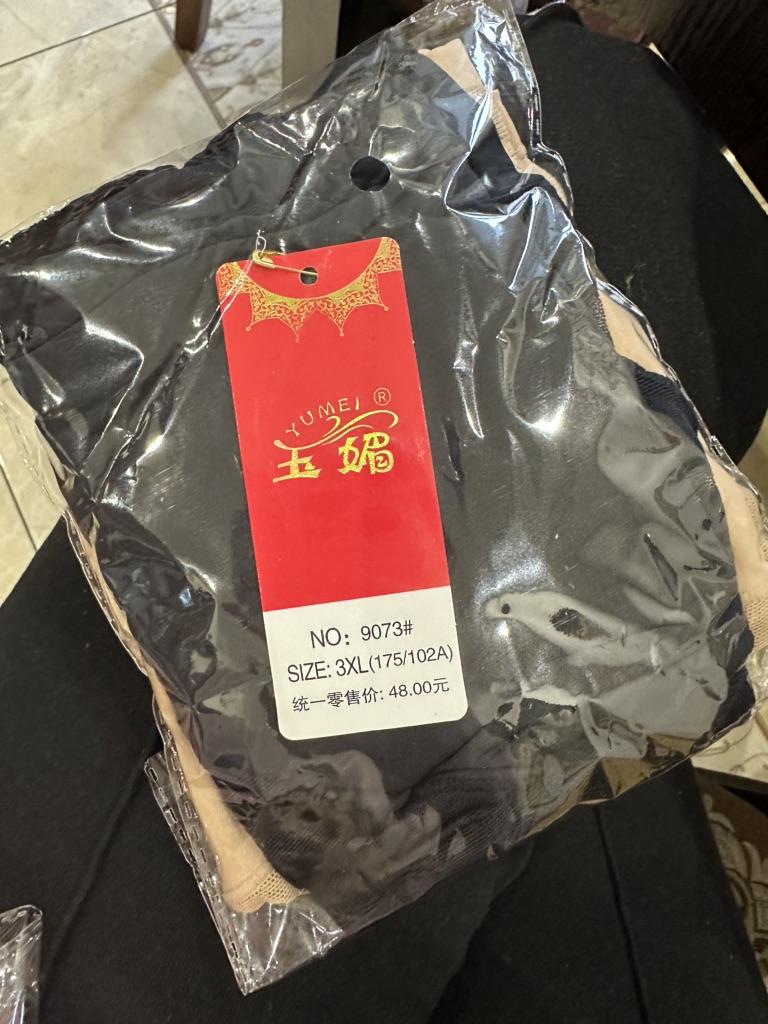 YUMEI ®
玉媚
NO: 9073#
SIZE: 3XL(175/102A)
统一零售价: 48.00元